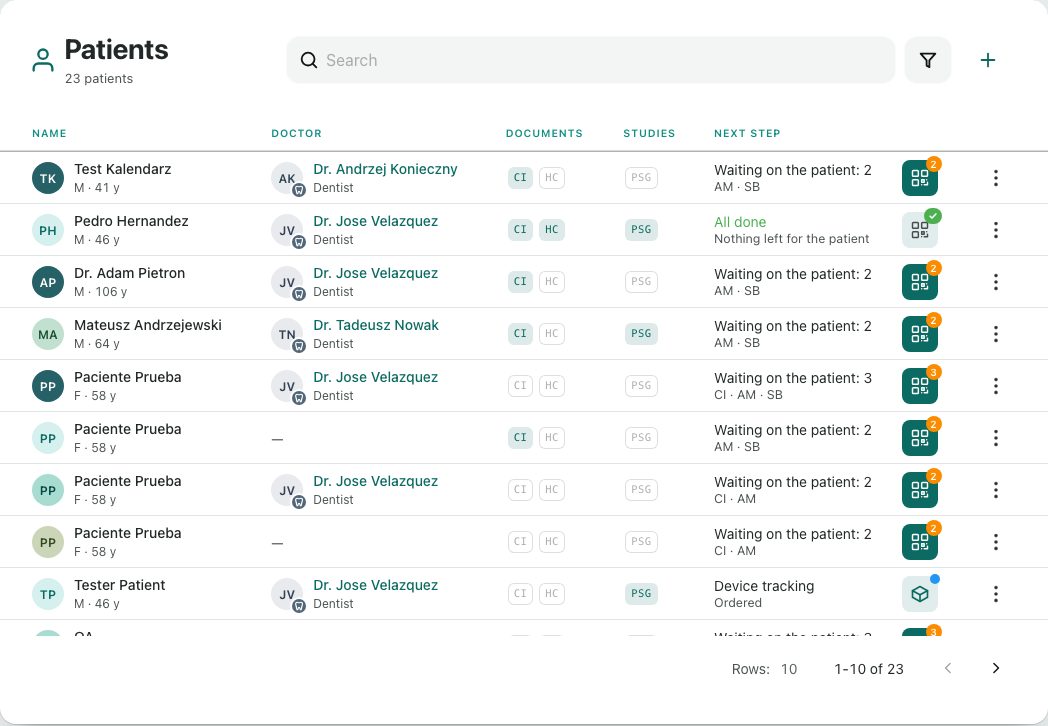 Patients
23 patients
Search
NAME DOCTOR DOCUMENTS STUDIES NEXT STEP
TK Test Kalendarz AK Dr. Andrzej Konieczny CI HC PSG Waiting on the patient: 2 2
M · 41 y Dentist AM · SB
PH Pedro Hernandez JV Dr. Jose Velazquez CI HC PSG All done
M · 46 y Dentist Nothing left for the patient
AP Dr. Adam Pietron JV Dr. Jose Velazquez CI HC PSG Waiting on the patient: 2 2
M · 106 y Dentist AM · SB
MA Mateusz Andrzejewski TN Dr. Tadeusz Nowak CI HC PSG Waiting on the patient: 2 2
M · 64 y Dentist AM · SB
PP Paciente Prueba JV Dr. Jose Velazquez CI HC PSG Waiting on the patient: 3 3
F · 58 y Dentist CI · AM · SB
PP Paciente Prueba — CI HC PSG Waiting on the patient: 2 2
F · 58 y AM · SB
PP Paciente Prueba JV Dr. Jose Velazquez CI HC PSG Waiting on the patient: 2 2
F · 58 y Dentist CI · AM
PP Paciente Prueba — CI HC PSG Waiting on the patient: 2 2
F · 58 y CI · AM
TP Tester Patient JV Dr. Jose Velazquez CI HC PSG Device tracking
M · 46 y Dentist Ordered
Waiting on the patient: 3 3
Rows: 10 1-10 of 23